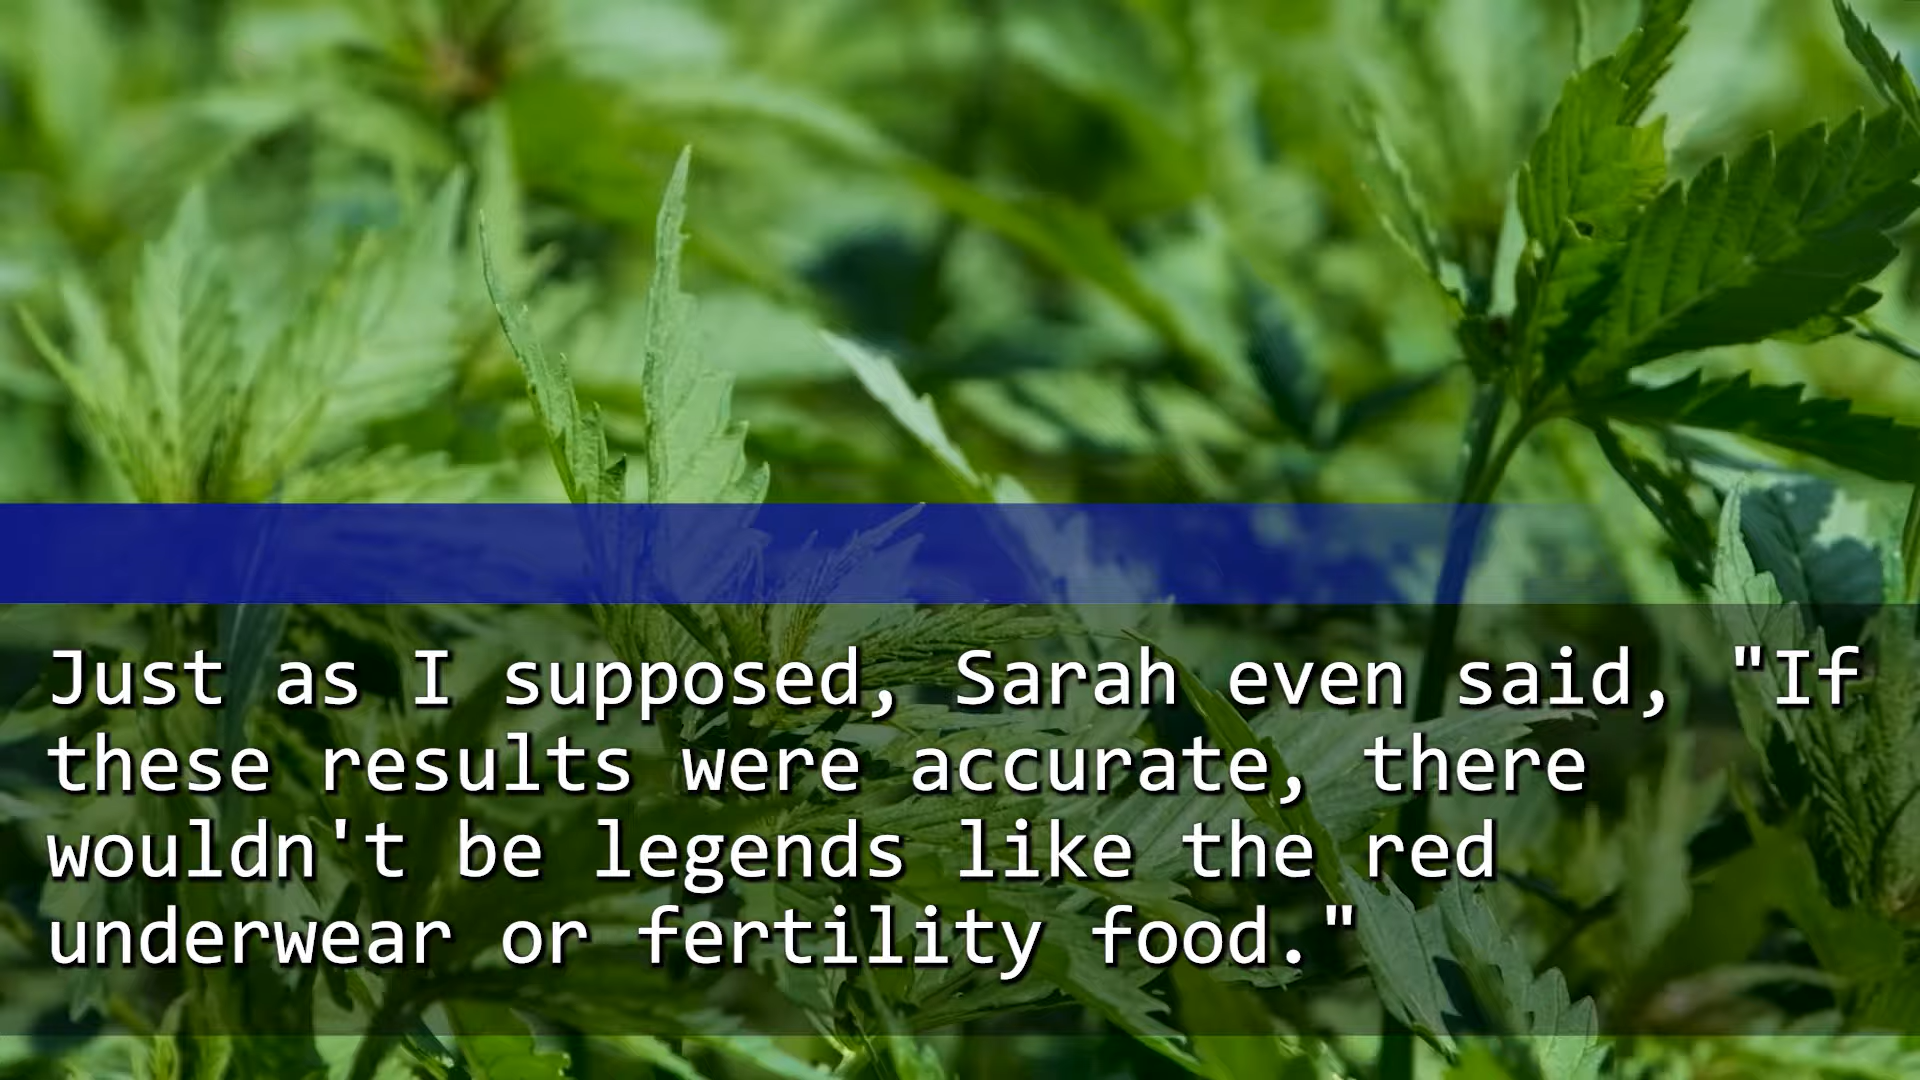 Just as I supposed, Sarah even said, "If
these results were accurate, there
wouldn't be legends like the red
underwear or fertility food."